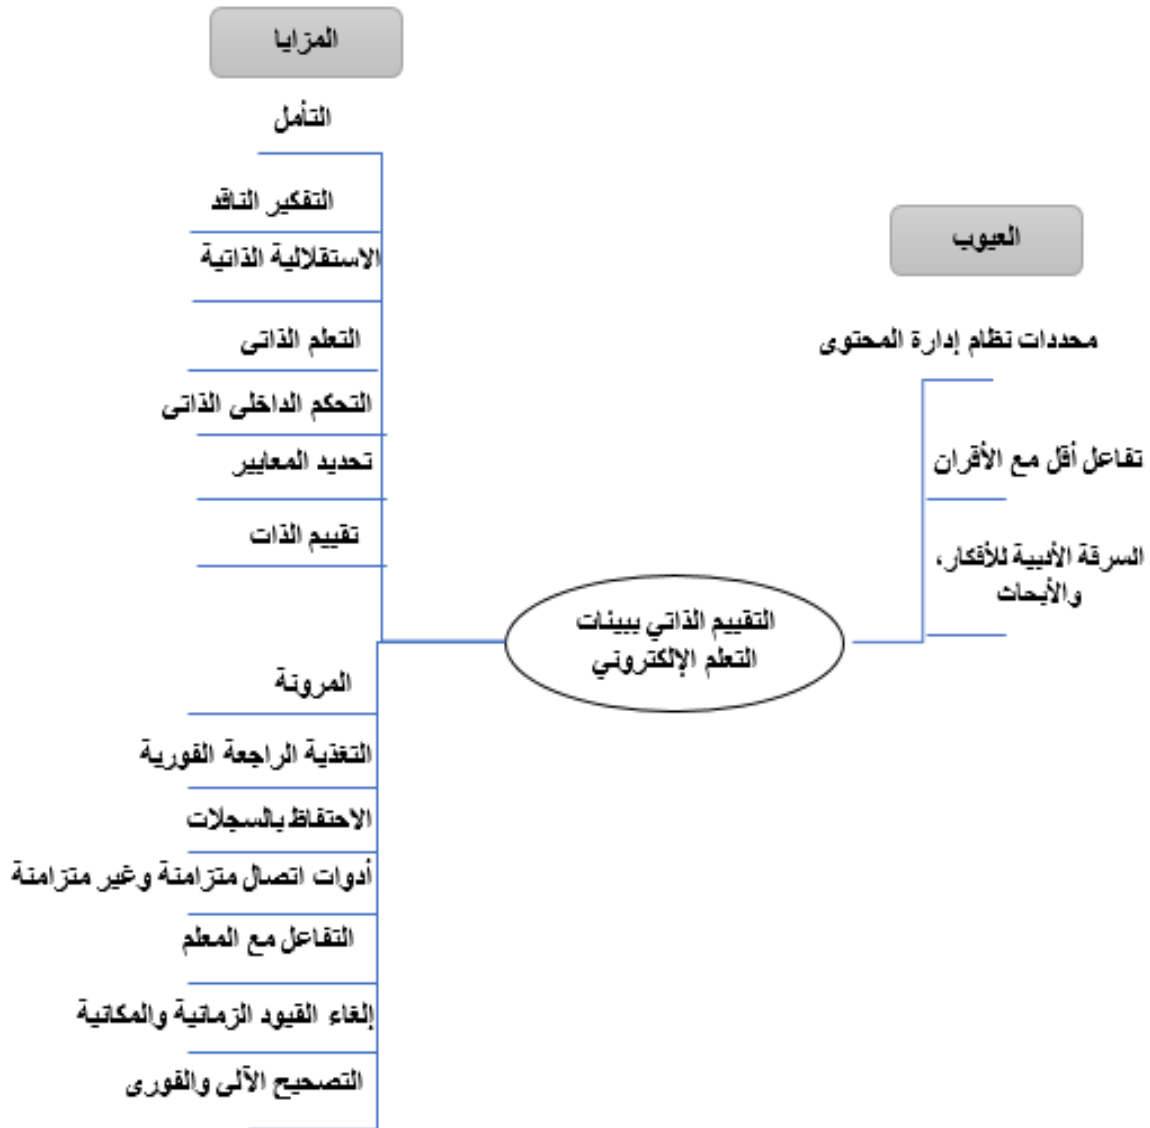 المزايا
التأمل
التفكير الناقد
الاستقلالية الذاتية
التعلم الذاتى
التحكم الداخلى الذاتى
تحديد المعايير
تقييم الذات
المرونة
التغذية الراجعة الفورية
الاحتفاظ بالسجلات
أدوات اتصال متزامنة وغير متزامنة
التفاعل مع المعلم
إلغاء القيود الزمانية والمكانية
التصحيح الآلى والفورى
التقييم الذاتي ببيئات
التعلم الإلكتروني
العيوب
محددات نظام إدارة المحتوى
تفاعل أقل مع الأقران
السرقة الأدبية للأفكار،
والأبحاث